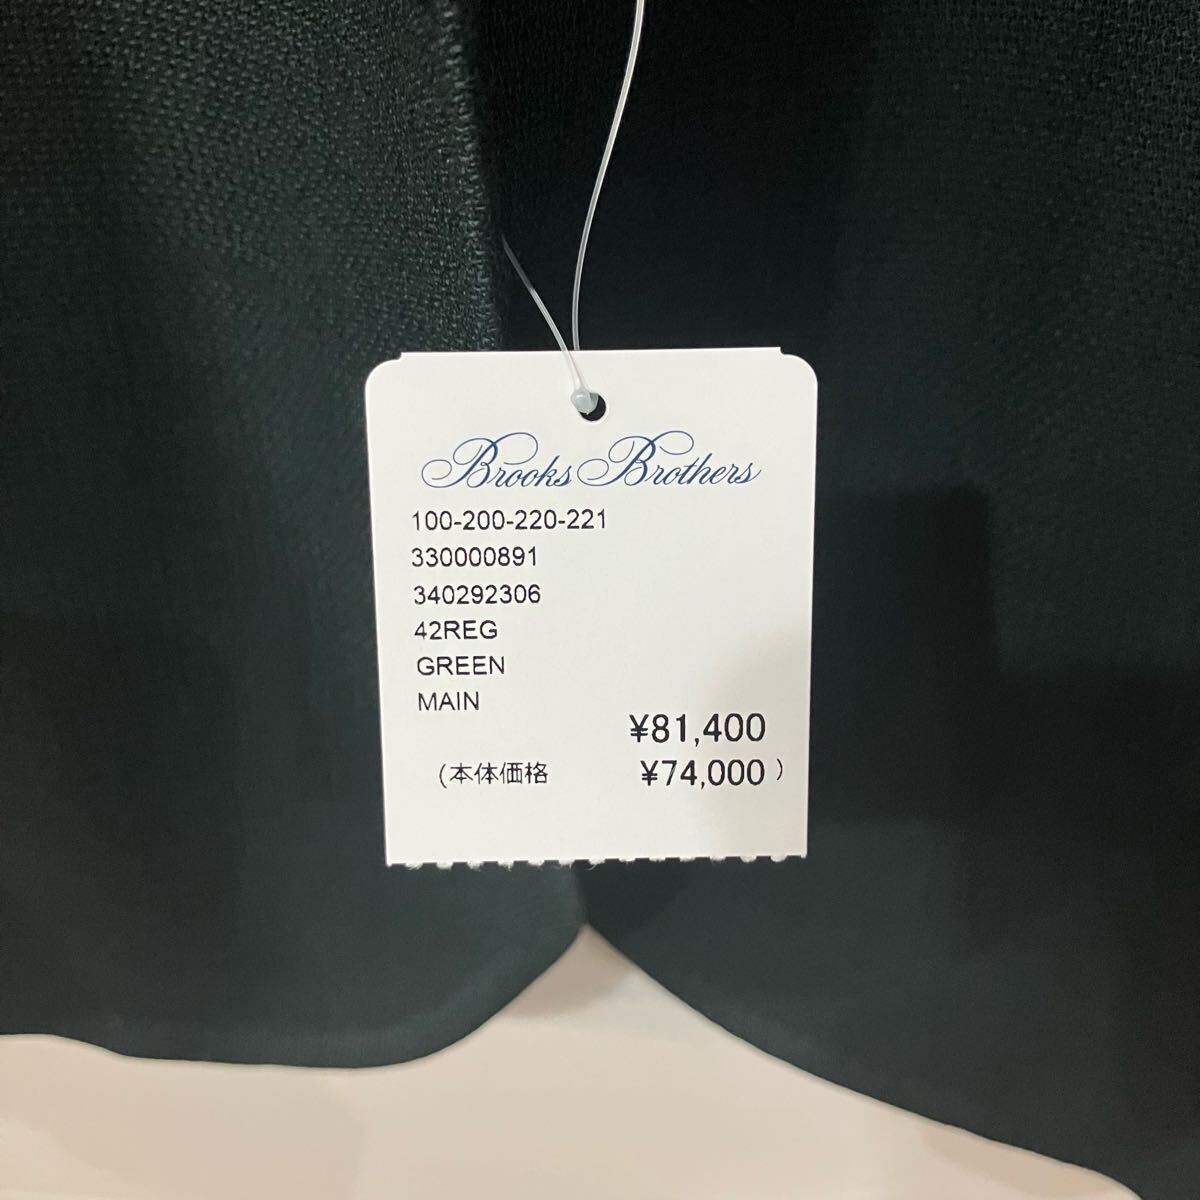 Brooks Brothers
100-200-220-221
330000891
340292306
42REG
GREEN
MAIN
¥81,400
(本体価格 ¥74,000)